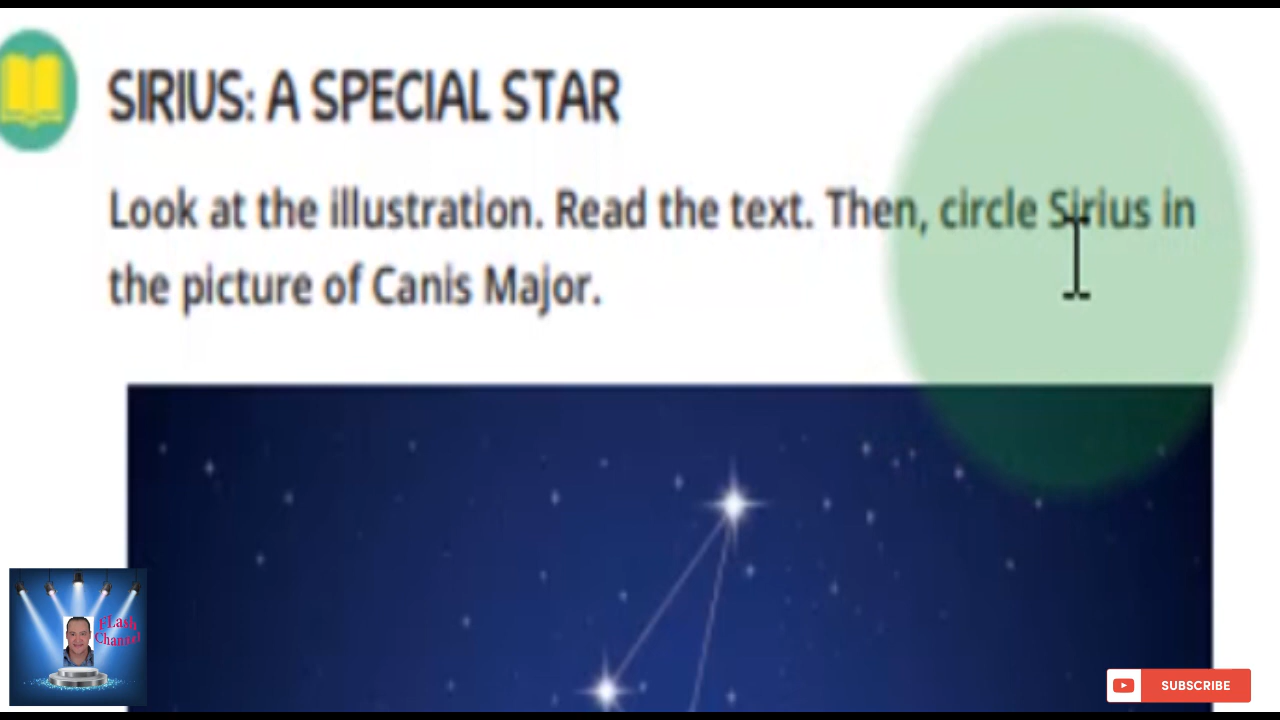 SIRIUS: A SPECIAL STAR
Look at the illustration. Read the text. Then, circle Sirius in
the picture of Canis Major.
FLash
Channel
SUBSCRIBE